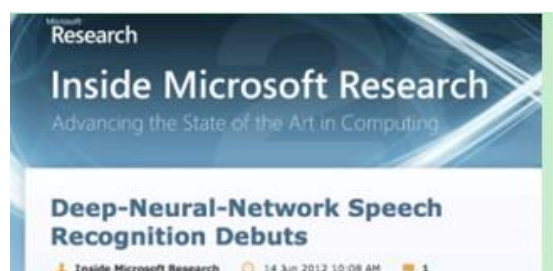 Microsoft
Research
Inside Microsoft Research
Advancing the State of the Art in Computing
Deep-Neural-Network Speech
Recognition Debuts
Inside Microsoft Research 14 Jun 2012 10:08 AM 1